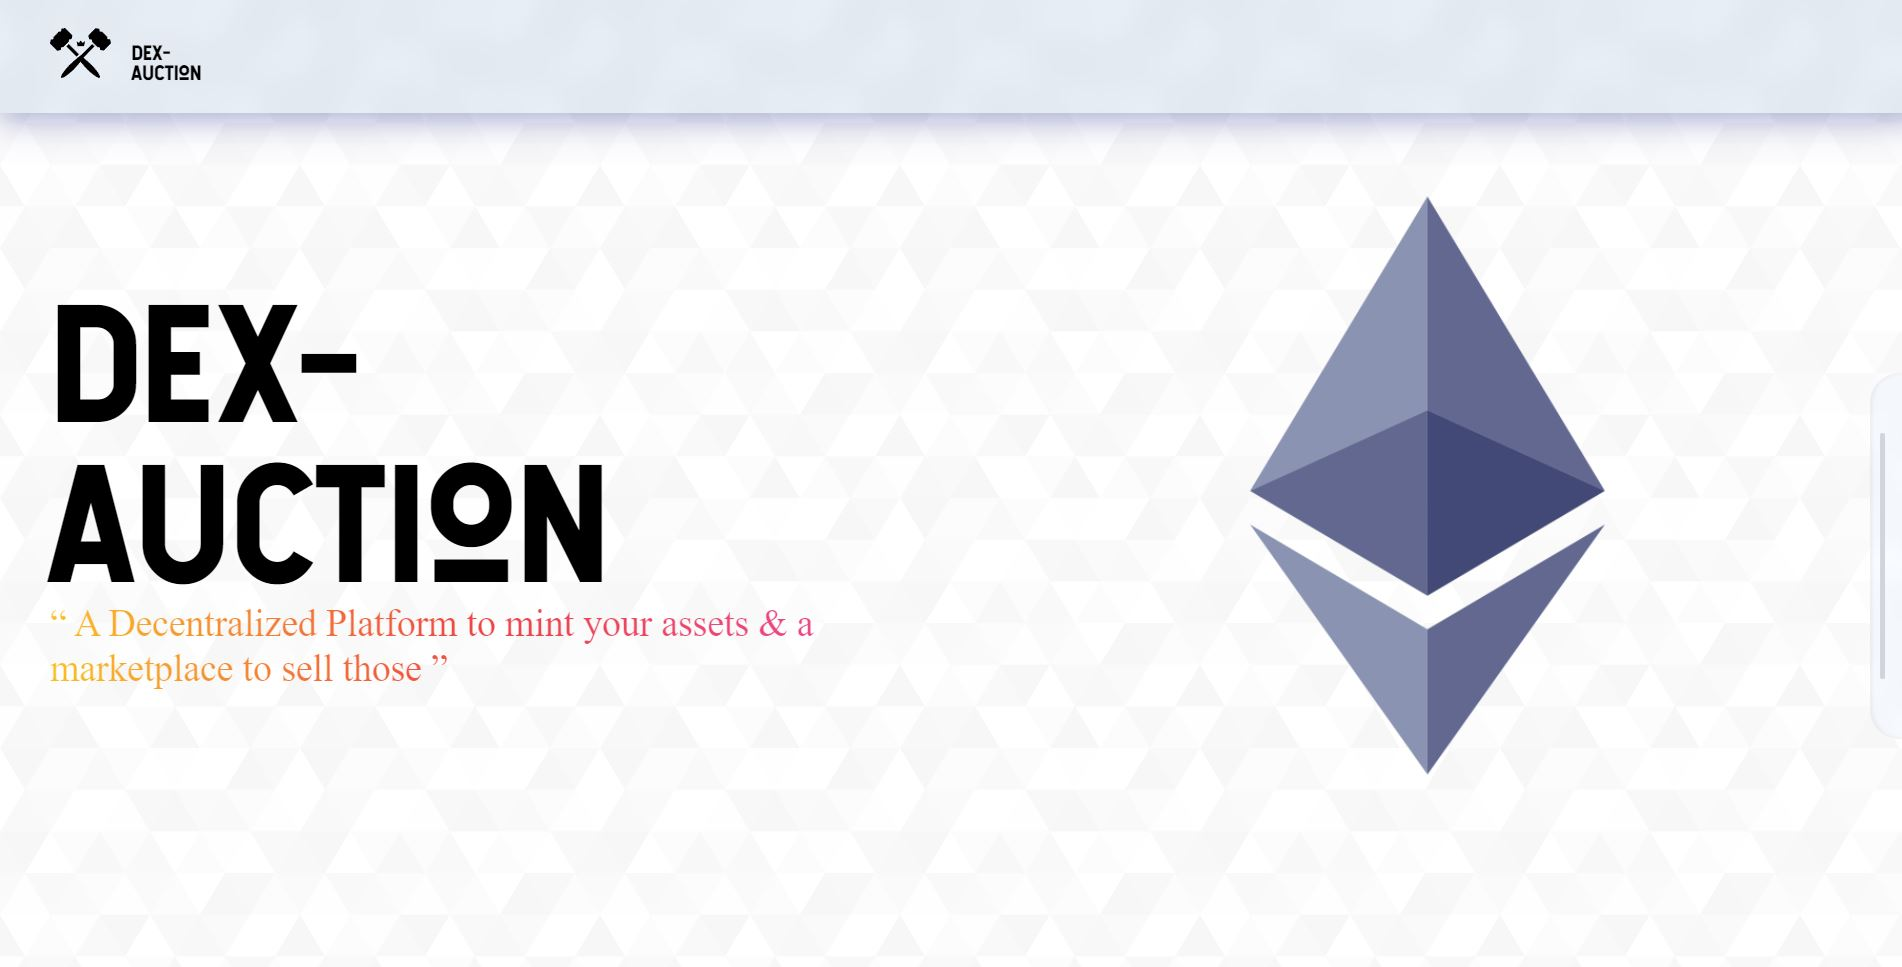 DEX-
AUCTION
DEX-
AUCTION
“ A Decentralized Platform to mint your assets & a
marketplace to sell those ”